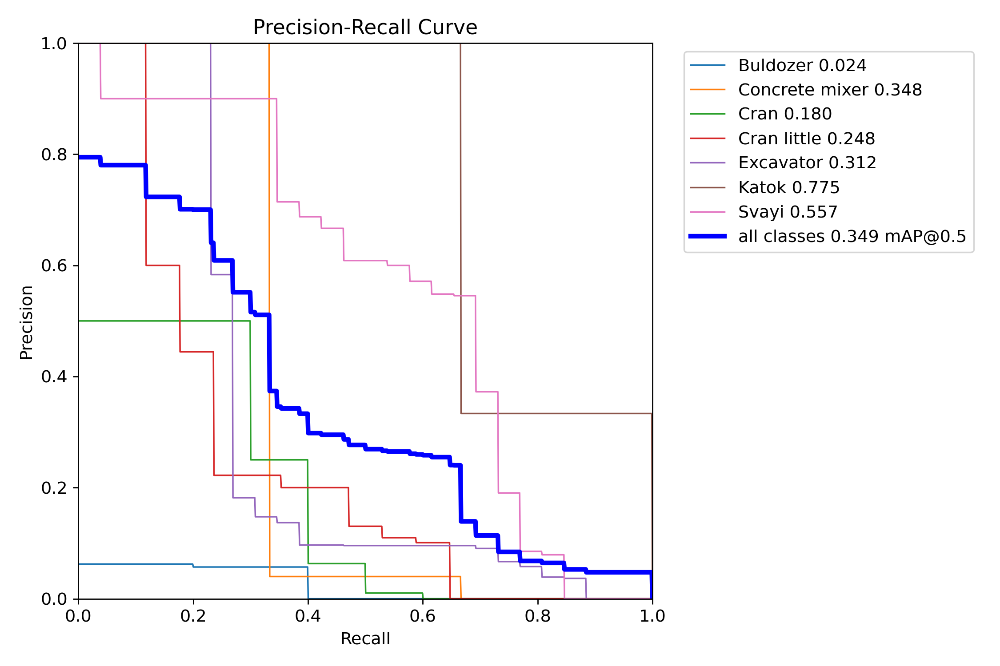 Precision-Recall Curve
1.0
0.8
0.6
0.4
0.2
0.0
Precision
0.0 0.2 0.4 0.6 0.8 1.0
Recall
Buldozer 0.024
Concrete mixer 0.348
Cran 0.180
Cran little 0.248
Excavator 0.312
Katok 0.775
Svayi 0.557
all classes 0.349 mAP@0.5